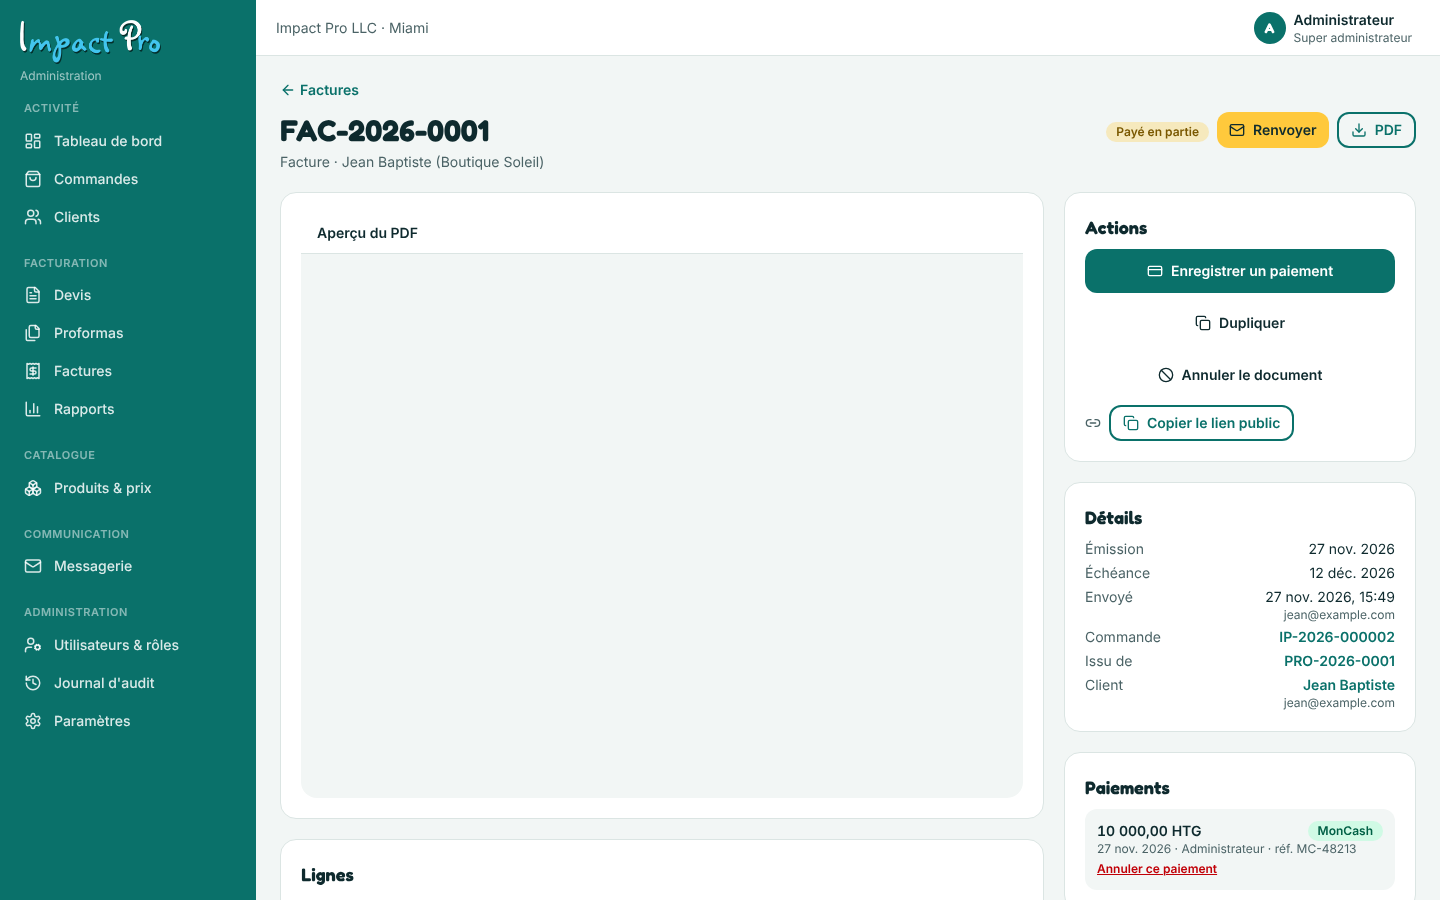 Impact Pro
Administration
ACTIVITÉ
Tableau de bord
Commandes
Clients
FACTURATION
Devis
Proformas
Factures
Rapports
CATALOGUE
Produits & prix
COMMUNICATION
Messagerie
ADMINISTRATION
Utilisateurs & rôles
Journal d'audit
Paramètres
Impact Pro LLC · Miami
A
Administrateur
Super administrateur
Factures
FAC-2026-0001
Facture · Jean Baptiste (Boutique Soleil)
Payé en partie
Renvoyer
PDF
Aperçu du PDF
Lignes
Actions
Enregistrer un paiement
Dupliquer
Annuler le document
Copier le lien public
Détails
Émission 27 nov. 2026
Échéance 12 déc. 2026
Envoyé 27 nov. 2026, 15:49
jean@example.com
Commande IP-2026-000002
Issu de PRO-2026-0001
Client Jean Baptiste
jean@example.com
Paiements
10 000,00 HTG MonCash
27 nov. 2026 · Administrateur · réf. MC-48213
Annuler ce paiement